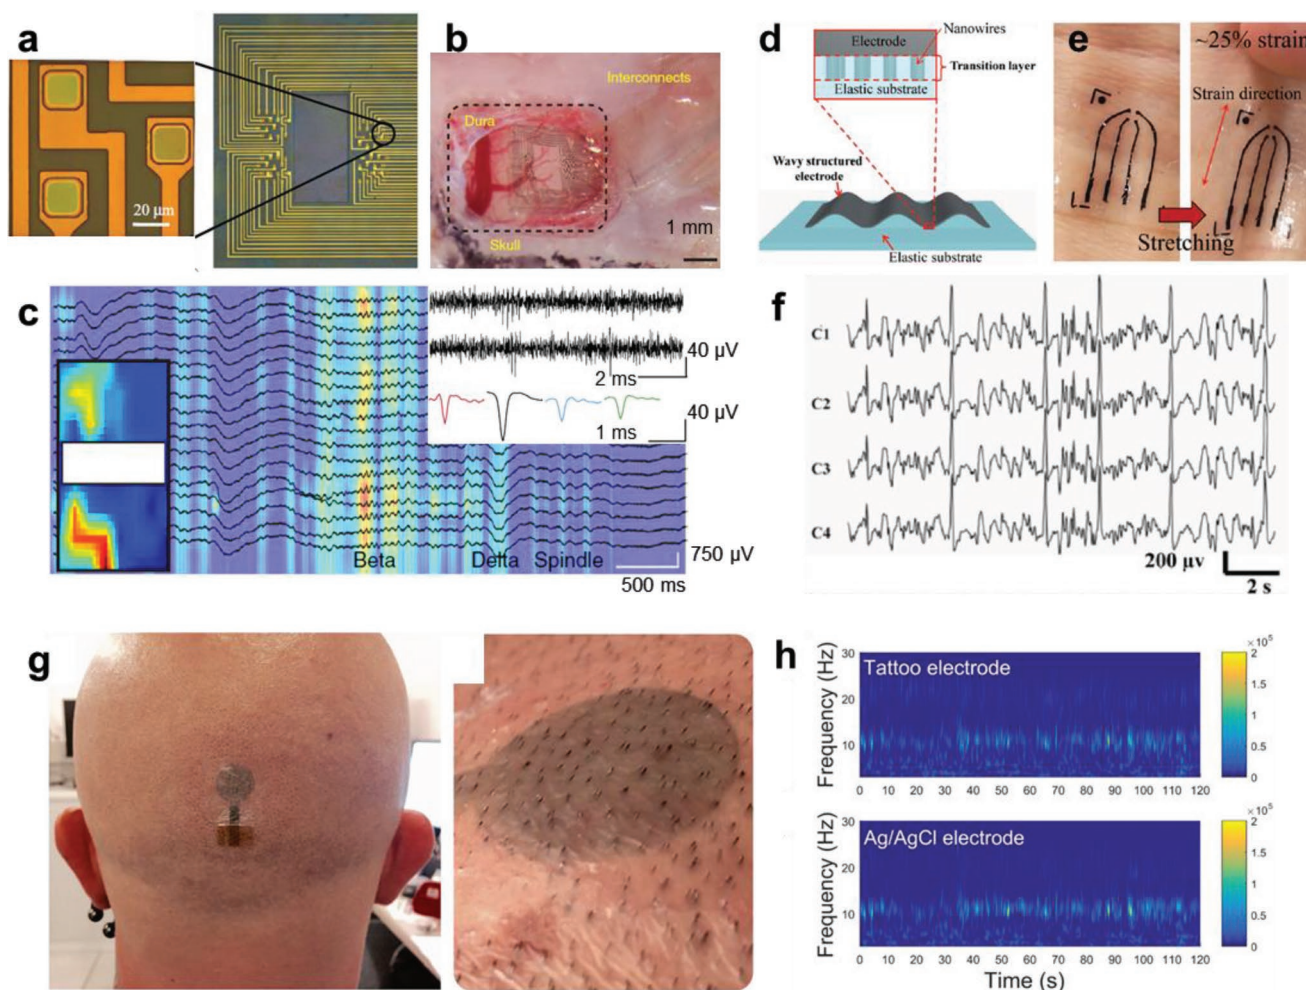 a
20 µm
b
Interconnects
Dura
Skull
1 mm
c
40 µV
2 ms
40 µV
1 ms
Beta
Delta
Spindle
750 µV
500 ms
d
Nanowires
Electrode
Transition layer
Elastic substrate
Wavy structured
electrode
Elastic substrate
e
~25% strain
Strain direction
Stretching
f
C1
C2
C3
C4
200 µv
2 s
g
h
Frequency (Hz)
30
20
10
Tattoo electrode
0 10 20 30 40 50 60 70 80 90 100 110 120
×10⁵
2
1.5
1
0.5
0
Frequency (Hz)
30
20
10
Ag/AgCl electrode
0 10 20 30 40 50 60 70 80 90 100 110 120
Time (s)
×10⁵
2
1.5
1
0.5
0